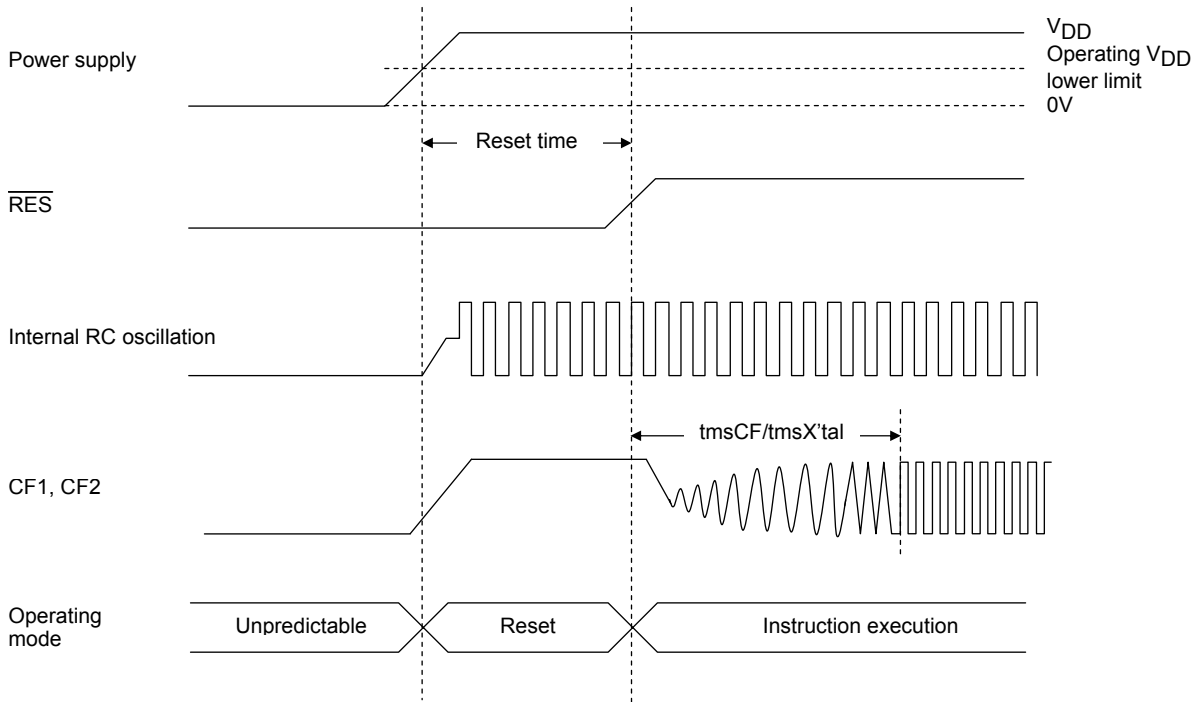 Power supply
VDD
Operating VDD
lower limit
0V
Reset time
RES
Internal RC oscillation
tmsCF/tmsX'tal
CF1, CF2
Operating
mode
Unpredictable
Reset
Instruction execution